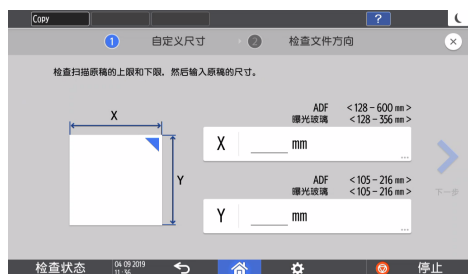 Copy
?
1 自定义尺寸 2 检查文件方向 ×
检查扫描原稿的上限和下限，然后输入原稿的尺寸。
X
Y
ADF <128 – 600 mm>
曝光玻璃 <128 – 356 mm>
X ____ mm
...
ADF <105 – 216 mm>
曝光玻璃 <105 – 216 mm>
Y ____ mm
...
下一步
检查状态 04 09 2019 停止
11:36